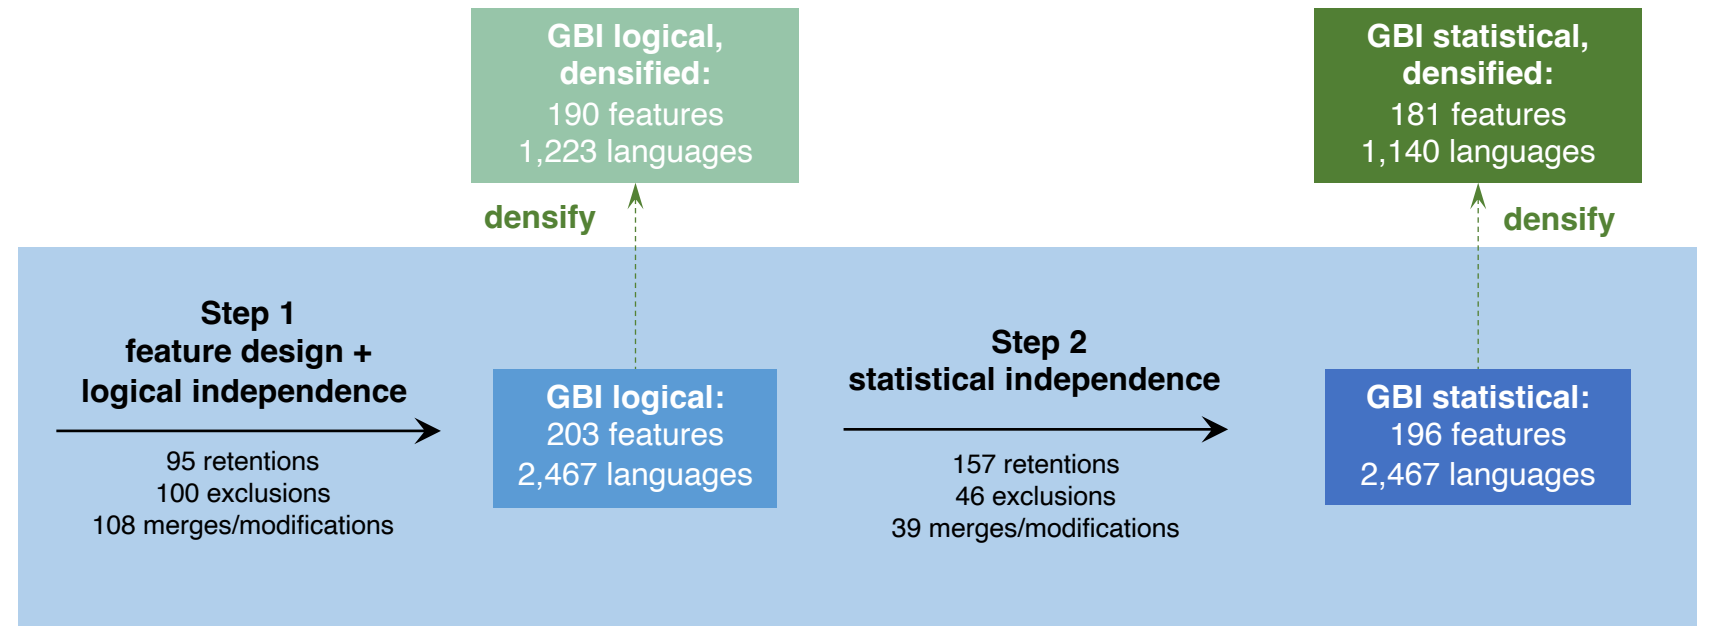 GBI logical,
densified:
190 features
1,223 languages
GBI statistical,
densified:
181 features
1,140 languages
densify
densify
Step 1
feature design +
logical independence
95 retentions
100 exclusions
108 merges/modifications
GBI logical:
203 features
2,467 languages
Step 2
statistical independence
157 retentions
46 exclusions
39 merges/modifications
GBI statistical:
196 features
2,467 languages